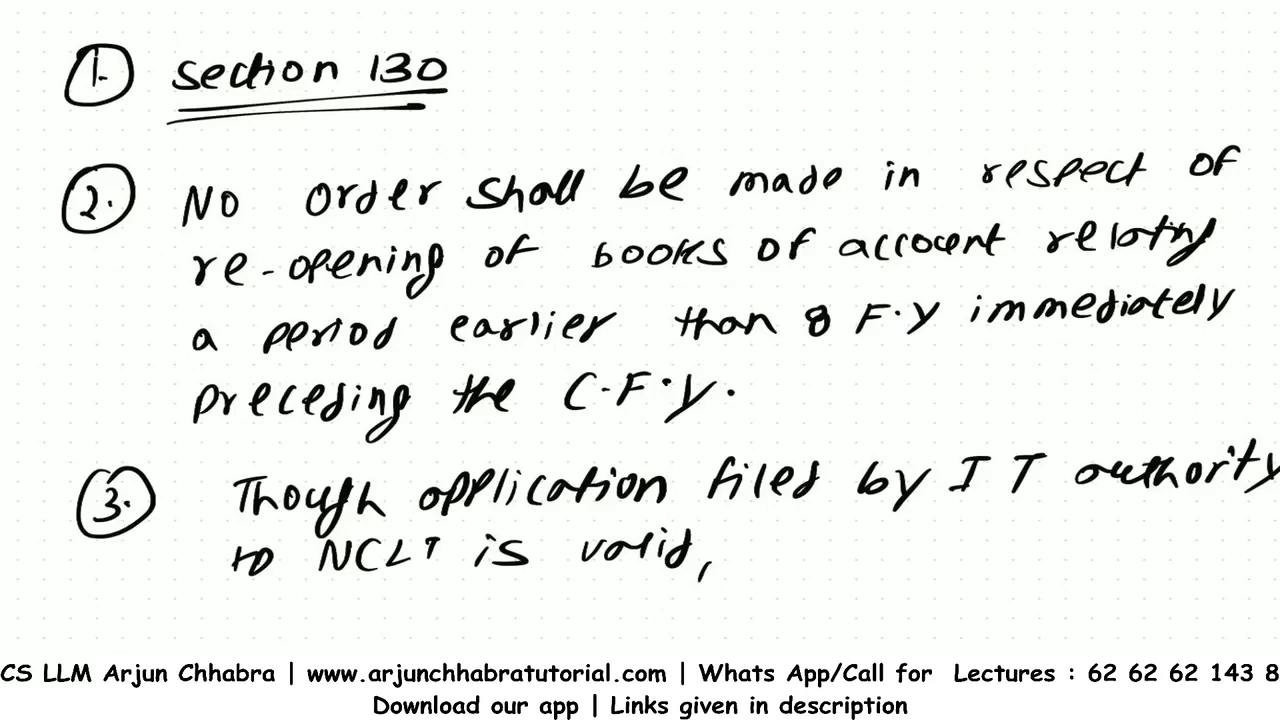 1. Section 130
2. No order shall be made in respect of
re-opening of books of account relating
a period earlier than 8 F.Y immediately
preceding the C.F.Y.
3. Though application filed by IT authority
to NCLT is valid,
CS LLM Arjun Chhabra | www.arjunchhabratutorial.com | Whats App/Call for Lectures : 62 62 62 143 8
Download our app | Links given in description